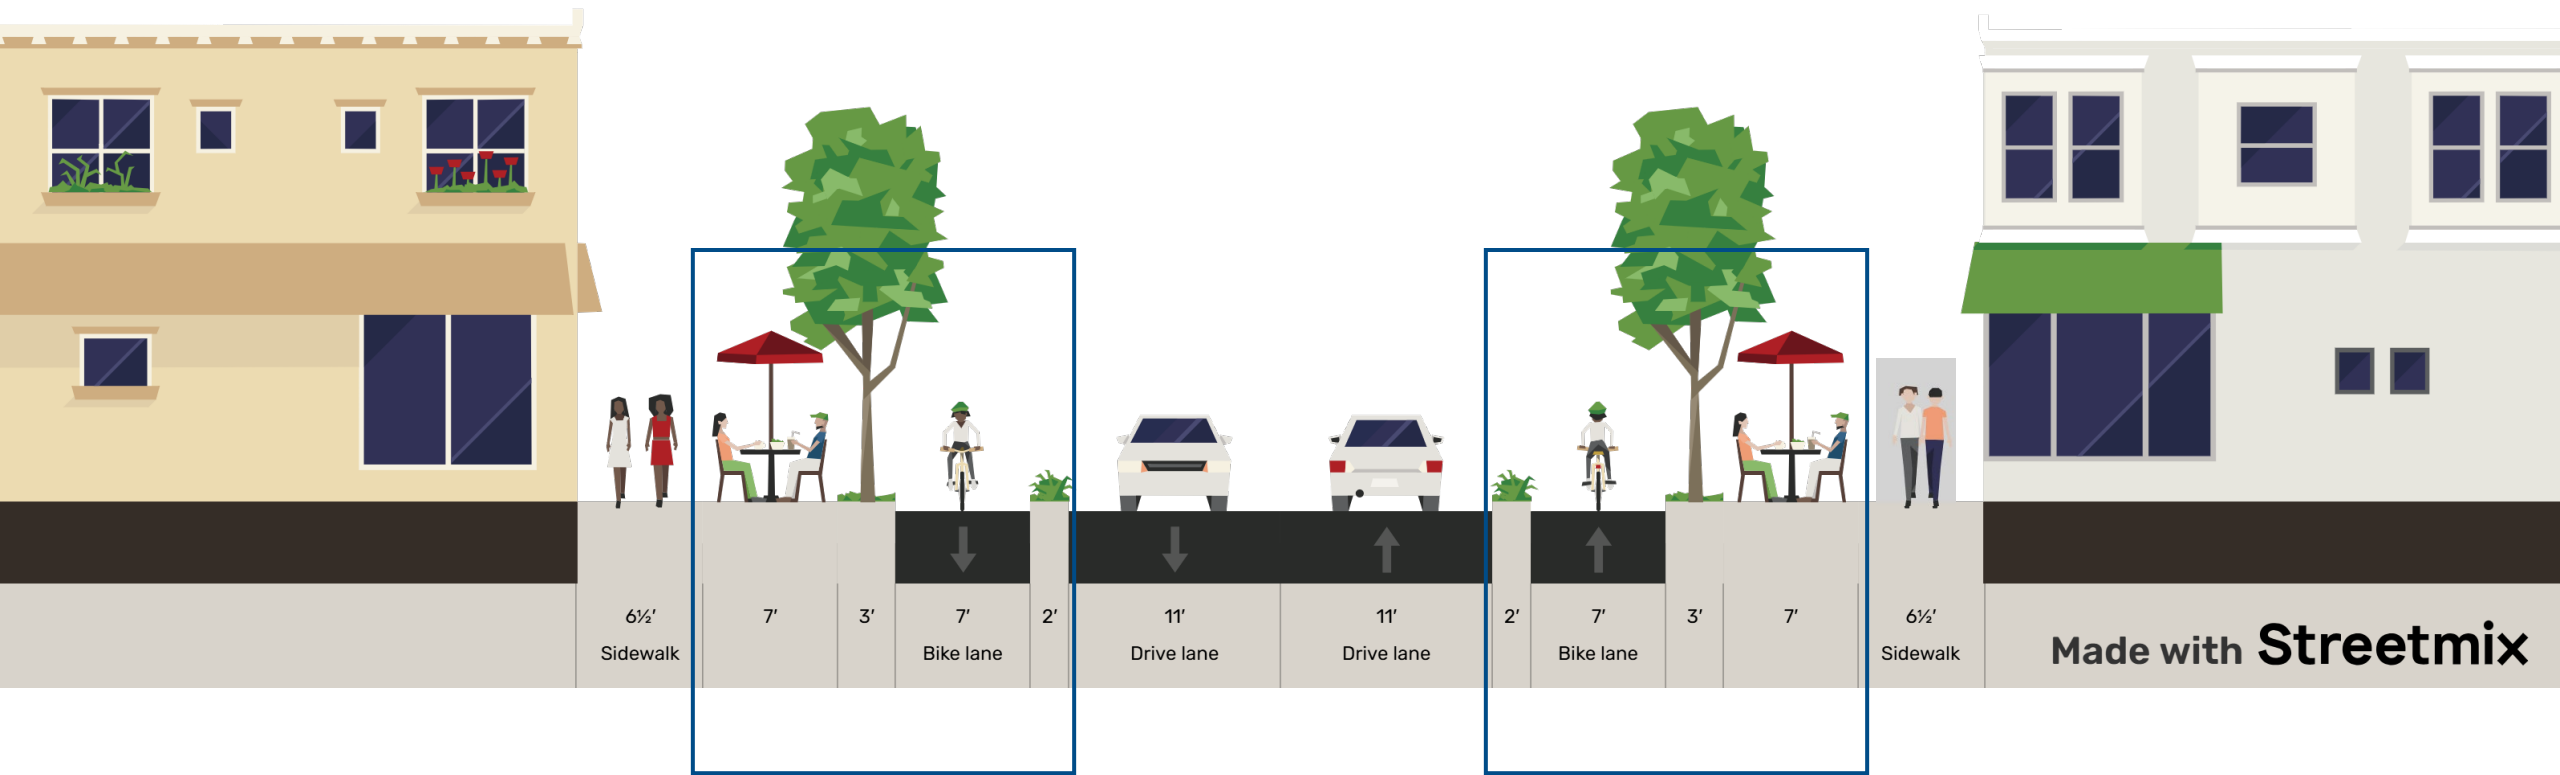 6½′ 7′ 3′ 7′ 2′ 11′ 11′ 2′ 7′ 3′ 7′ 6½′
Sidewalk Bike lane Drive lane Drive lane Bike lane Sidewalk
Made with Streetmix